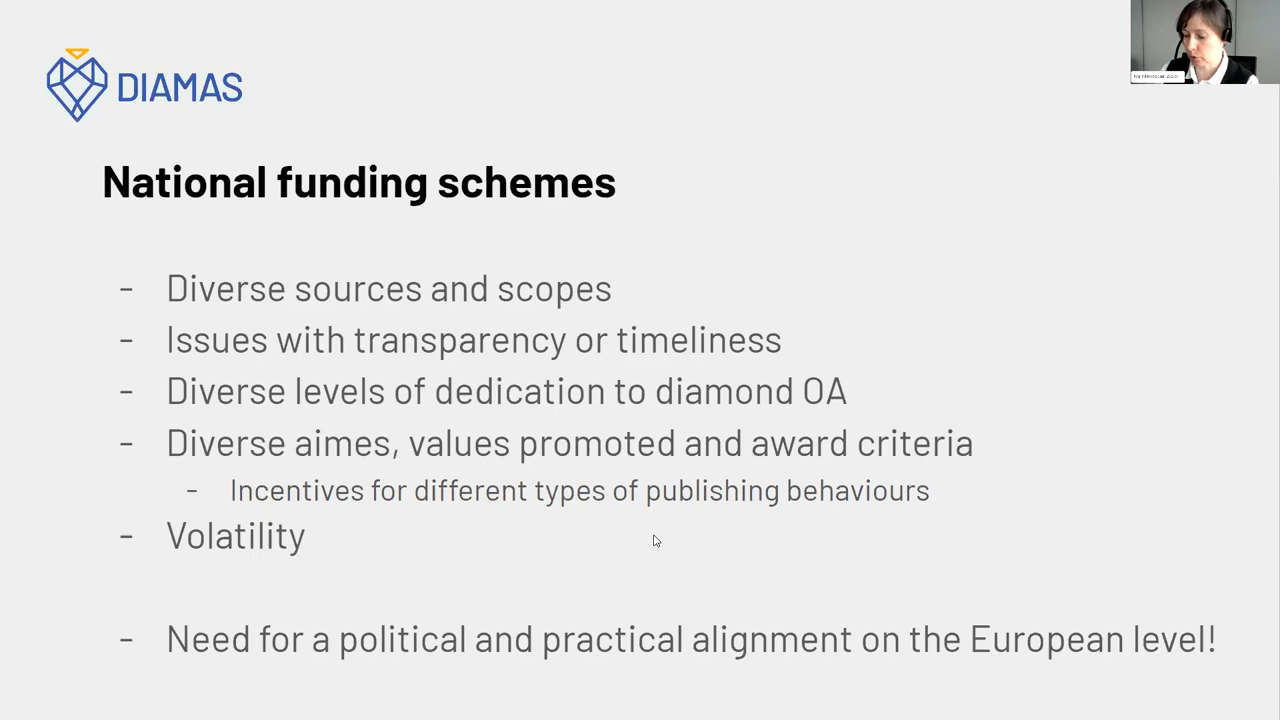 DIAMAS
National funding schemes
- Diverse sources and scopes
- Issues with transparency or timeliness
- Diverse levels of dedication to diamond OA
- Diverse aimes, values promoted and award criteria
- Incentives for different types of publishing behaviours
- Volatility
- Need for a political and practical alignment on the European level!